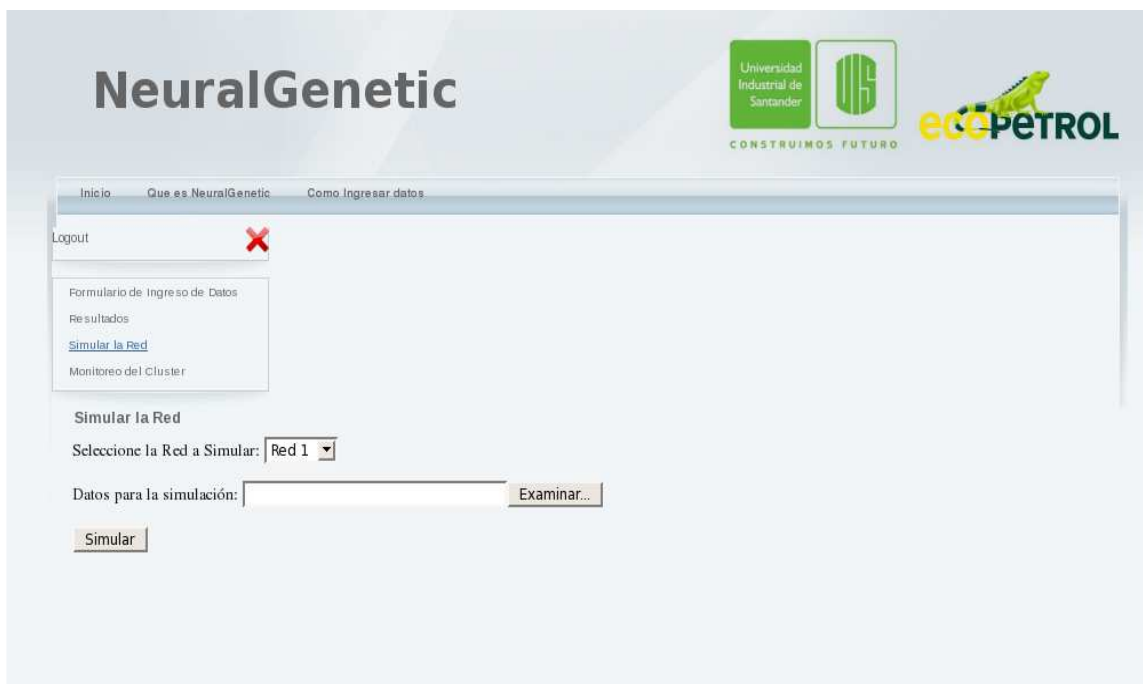 NeuralGenetic
Universidad
Industrial de
Santander
UIS
CONSTRUIMOS FUTURO
ecoPeTROL
Inicio Que es NeuralGenetic Como Ingresar datos
Logout
Formulario de Ingreso de Datos
Resultados
Simular la Red
Monitoreo del Cluster
Simular la Red
Seleccione la Red a Simular: Red 1
Datos para la simulación: Examinar...
Simular